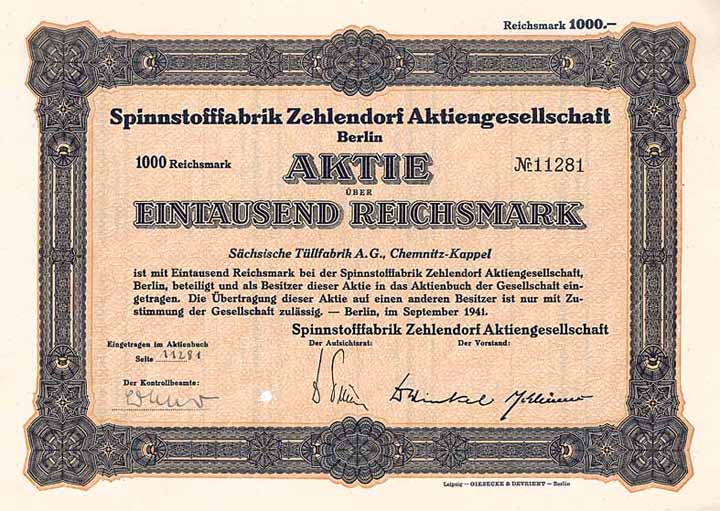 Reichsmark 1000.–
Spinnstofffabrik Zehlendorf Aktiengesellschaft
Berlin
1000 Reichsmark
AKTIE
№ 11281
ÜBER
EINTAUSEND REICHSMARK
Sächsische Tüllfabrik A.G., Chemnitz-Kappel
ist mit Eintausend Reichsmark bei der Spinnstofffabrik Zehlendorf Aktiengesellschaft,
Berlin, beteiligt und als Besitzer dieser Aktie in das Aktienbuch der Gesellschaft ein-
getragen. Die Übertragung dieser Aktie auf einen anderen Besitzer ist nur mit Zu-
stimmung der Gesellschaft zulässig. — Berlin, im September 1941.
Spinnstofffabrik Zehlendorf Aktiengesellschaft
Eingetragen im Aktienbuch
Seite 11281
Der Aufsichtsrat:
Der Vorstand:
Der Kontrollbeamte:
Leipzig — GIESECKE & DEVRIENT — Berlin